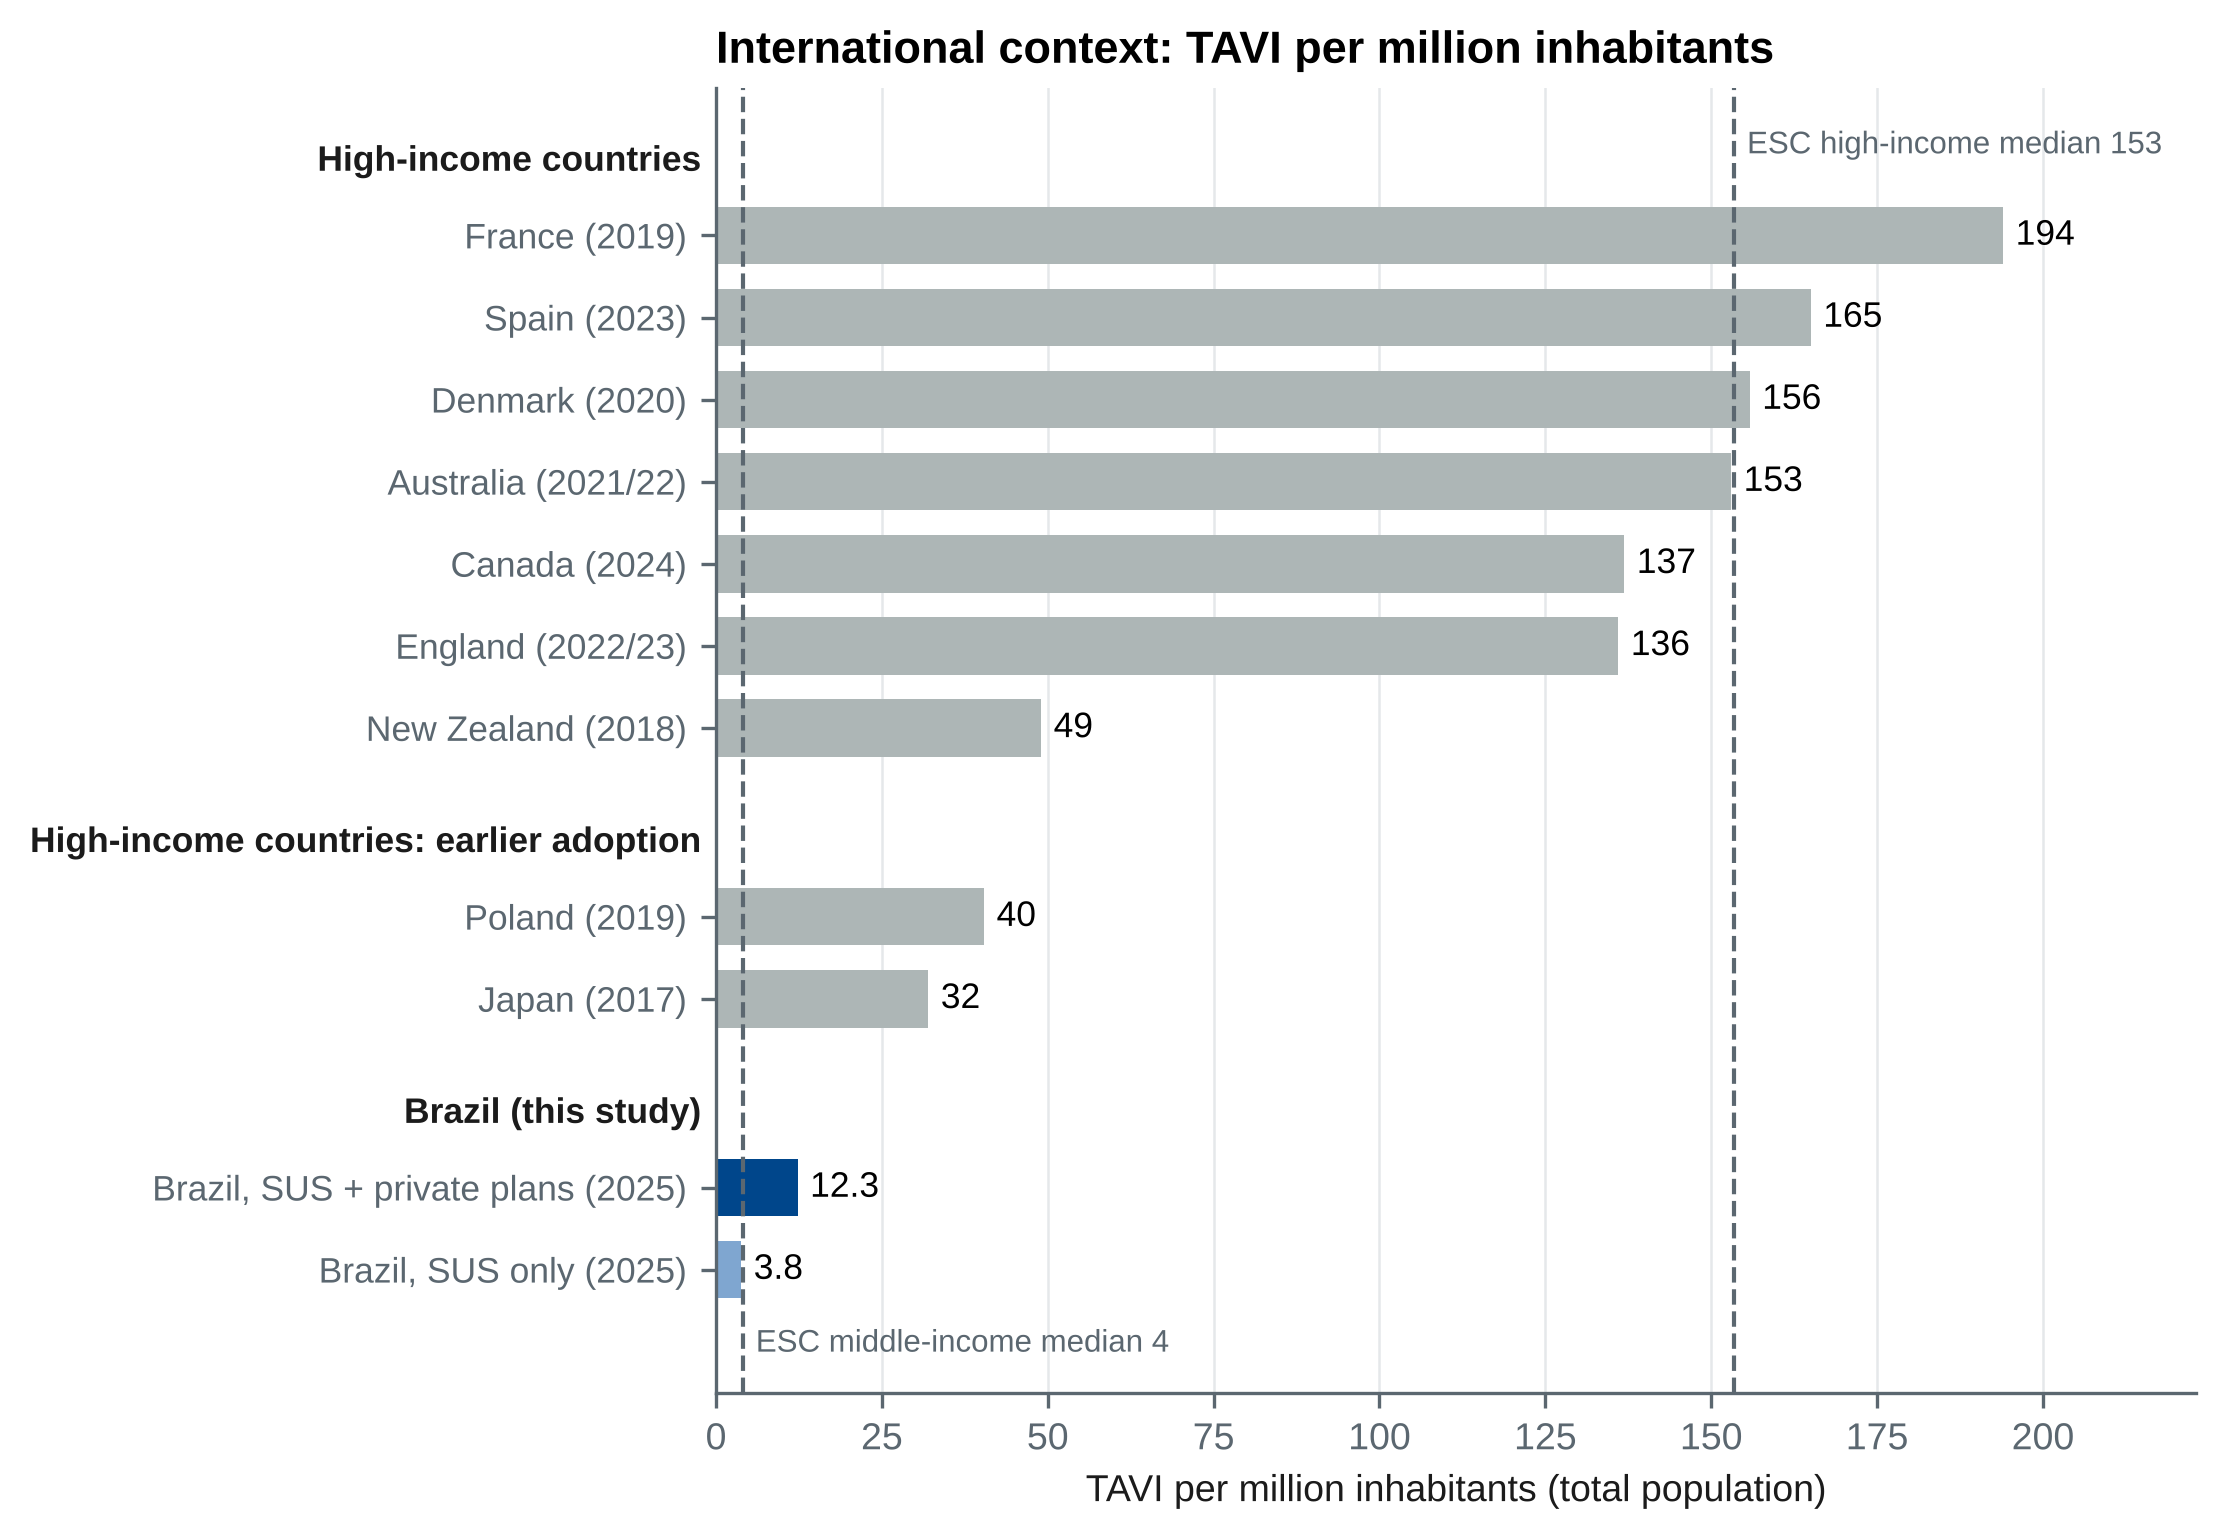 International context: TAVI per million inhabitants
High-income countries
ESC high-income median 153
France (2019) 194
Spain (2023) 165
Denmark (2020) 156
Australia (2021/22) 153
Canada (2024) 137
England (2022/23) 136
New Zealand (2018) 49
High-income countries: earlier adoption
Poland (2019) 40
Japan (2017) 32
Brazil (this study)
Brazil, SUS + private plans (2025) 12.3
Brazil, SUS only (2025) 3.8
ESC middle-income median 4
0 25 50 75 100 125 150 175 200
TAVI per million inhabitants (total population)